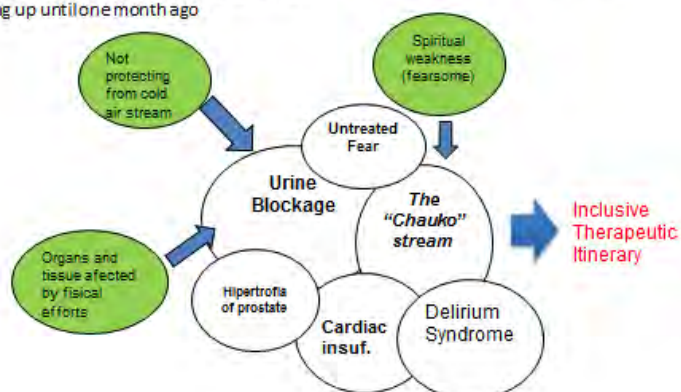 ng up until one month ago
Not
protecting
from cold
air stream
Spiritual
weakness
(fearsome)
Untreated
Fear
Urine
Blockage
The
“Chauko”
stream
Inclusive
Therapeutic
Itinerary
Organs and
tissue afected
by fisical
efforts
Hipertrofia
of prostate
Cardiac
insuf.
Delirium
Syndrome